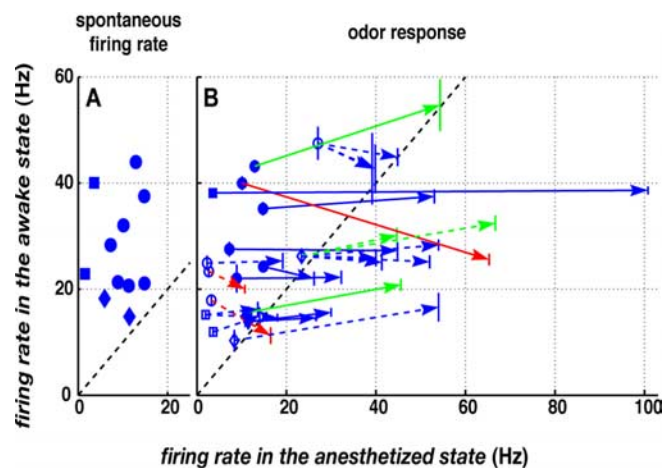 spontaneous
firing rate
odor response
A
B
firing rate in the awake state (Hz)
60
40
20
0
0 20
0 20 40 60 80 100
firing rate in the anesthetized state (Hz)